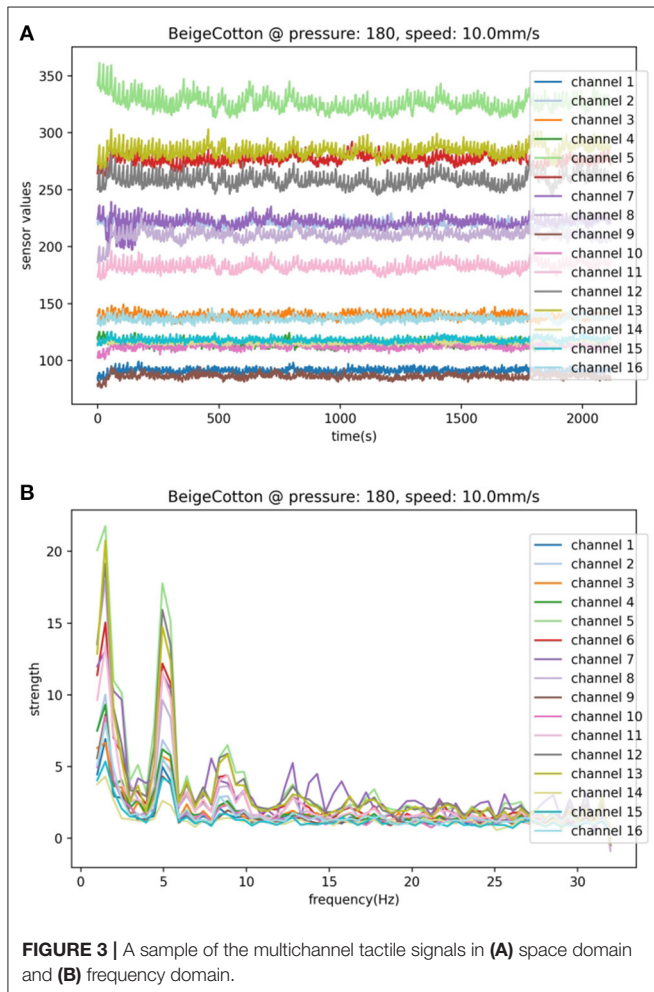 A
BeigeCotton @ pressure: 180, speed: 10.0mm/s
350
300
250
200
150
100
sensor values
0
500
1000
1500
2000
time(s)
channel 1
channel 2
channel 3
channel 4
channel 5
channel 6
channel 7
channel 8
channel 9
channel 10
channel 11
channel 12
channel 13
channel 14
channel 15
channel 16
B
BeigeCotton @ pressure: 180, speed: 10.0mm/s
20
15
10
5
0
strength
0
5
10
15
20
25
30
frequency(Hz)
channel 1
channel 2
channel 3
channel 4
channel 5
channel 6
channel 7
channel 8
channel 9
channel 10
channel 11
channel 12
channel 13
channel 14
channel 15
channel 16
FIGURE 3 | A sample of the multichannel tactile signals in (A) space domain
and (B) frequency domain.